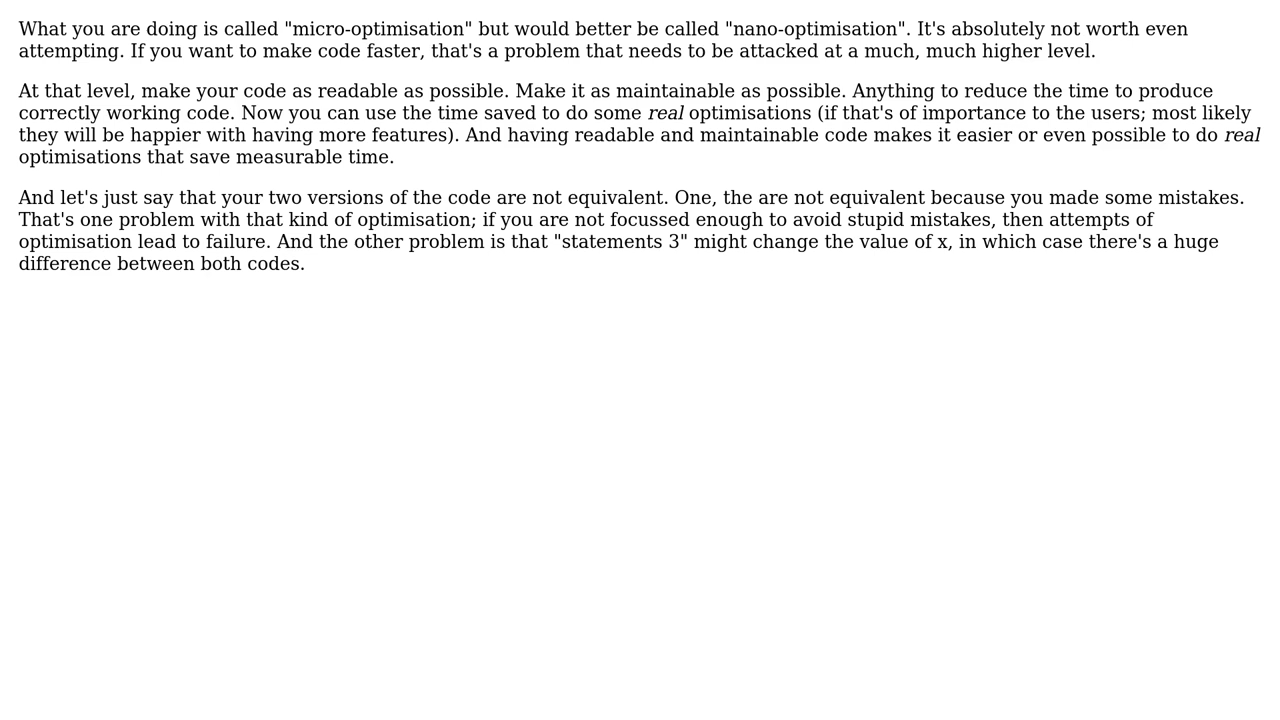 What you are doing is called "micro-optimisation" but would better be called "nano-optimisation". It's absolutely not worth even
attempting. If you want to make code faster, that's a problem that needs to be attacked at a much, much higher level.
At that level, make your code as readable as possible. Make it as maintainable as possible. Anything to reduce the time to produce
correctly working code. Now you can use the time saved to do some real optimisations (if that's of importance to the users; most likely
they will be happier with having more features). And having readable and maintainable code makes it easier or even possible to do real
optimisations that save measurable time.
And let's just say that your two versions of the code are not equivalent. One, the are not equivalent because you made some mistakes.
That's one problem with that kind of optimisation; if you are not focussed enough to avoid stupid mistakes, then attempts of
optimisation lead to failure. And the other problem is that "statements 3" might change the value of x, in which case there's a huge
difference between both codes.